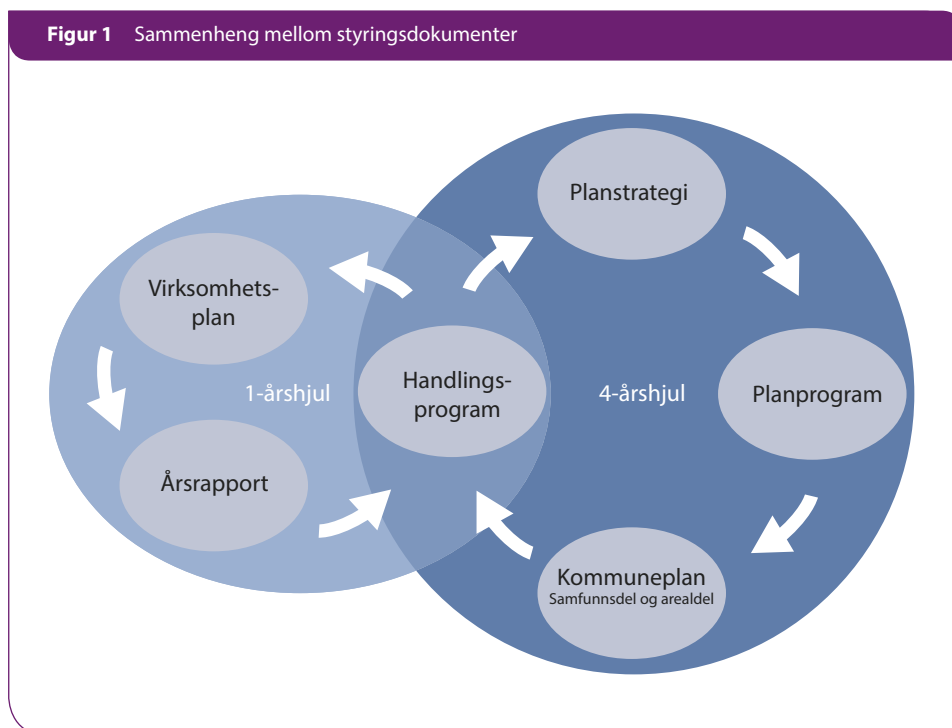 Figur 1 Sammenheng mellom styringsdokumenter
Planstrategi
Virksomhets-
plan
1-årshjul
Handlings-
program
4-årshjul
Planprogram
Årsrapport
Kommuneplan
Samfunnsdel og arealdel